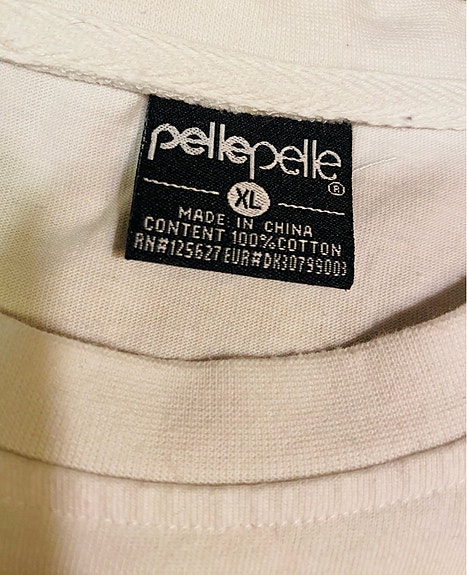 pellepelle ®
XL
MADE IN CHINA
CONTENT 100%COTTON
RN#125627 EUR#DK30799003